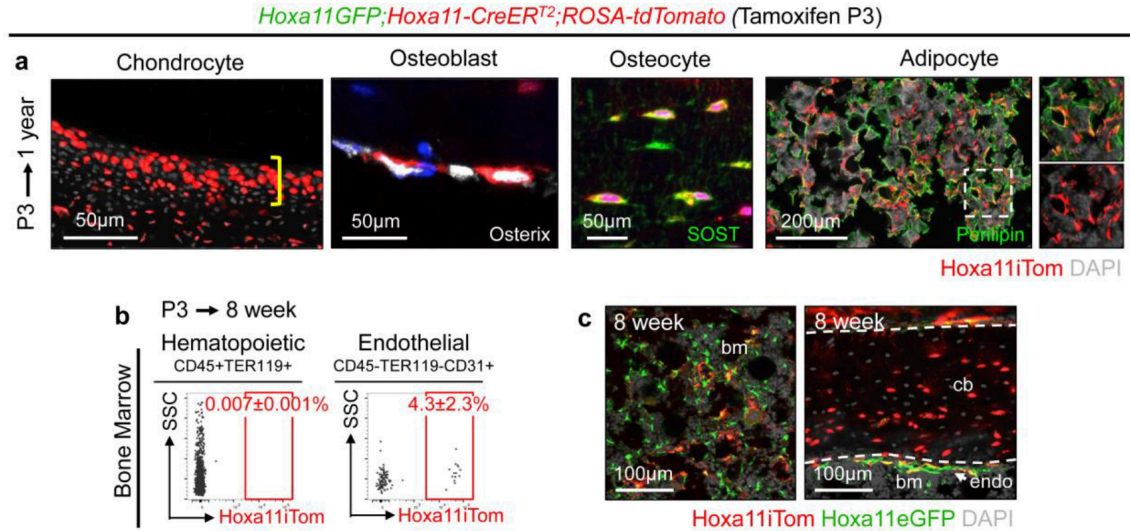 Hoxa11GFP;Hoxa11-CreERT2;ROSA-tdTomato (Tamoxifen P3)
a
Chondrocyte
Osteoblast
Osteocyte
Adipocyte
P3 → 1 year
50µm
50µm
Osterix
50µm
SOST
200µm
Perilipin
Hoxa11iTom DAPI
b
P3 → 8 week
Bone Marrow
Hematopoietic
CD45+TER119+
SSC
0.007±0.001%
Hoxa11iTom
Endothelial
CD45-TER119-CD31+
SSC
4.3±2.3%
Hoxa11iTom
c
8 week
bm
100µm
8 week
cb
100µm
bm
endo
Hoxa11iTom Hoxa11eGFP DAPI